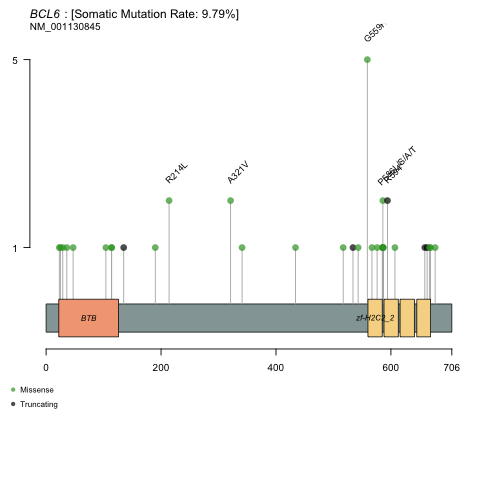 BCL6 : [Somatic Mutation Rate: 9.79%]
NM_001130845
5
R214L
A321V
1
BTB
zf-H2C2_2
0
200
400
600
706
Missense
Truncating